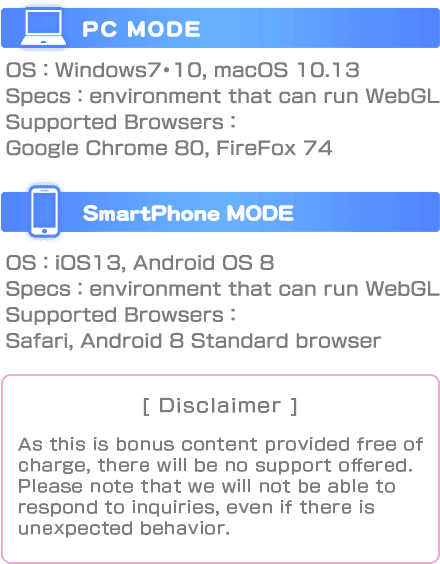 PC MODE
OS : Windows7・10, macOS 10.13
Specs : environment that can run WebGL
Supported Browsers :
Google Chrome 80, FireFox 74
SmartPhone MODE
OS : iOS13, Android OS 8
Specs : environment that can run WebGL
Supported Browsers :
Safari, Android 8 Standard browser
[ Disclaimer ]
As this is bonus content provided free of
charge, there will be no support offered.
Please note that we will not be able to
respond to inquiries, even if there is
unexpected behavior.